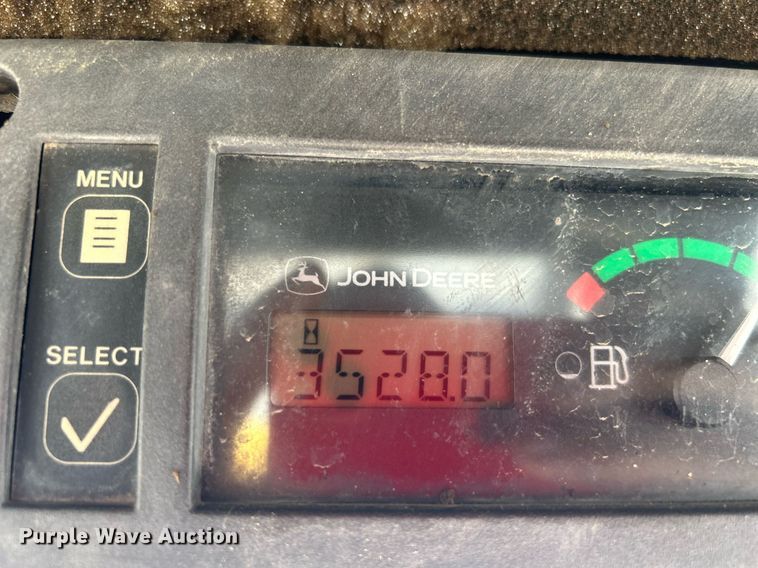 MENU
JOHN DEERE
SELECT
3528.0
Purple Wave Auction